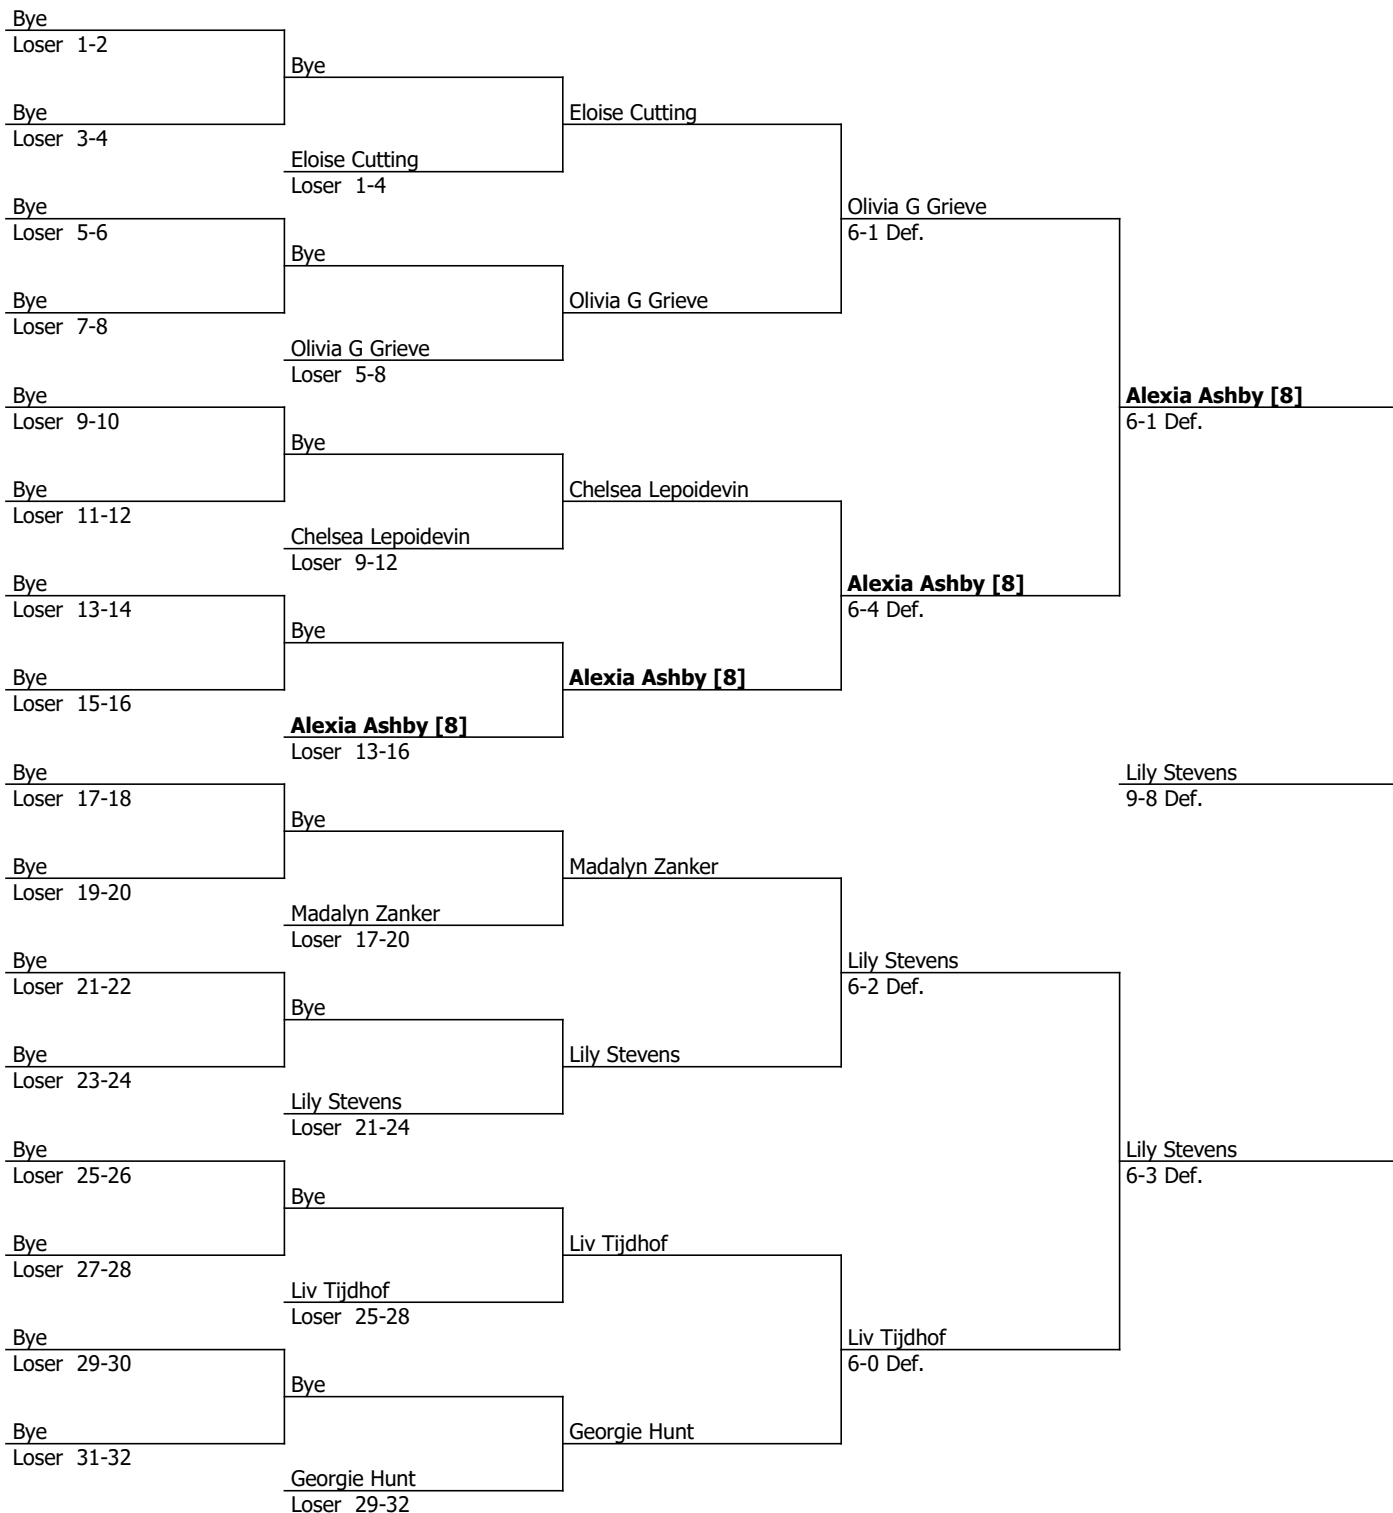 Bye
Loser 1-2
Bye
Bye
Loser 3-4
Eloise Cutting
Eloise Cutting
Loser 1-4
Bye
Loser 5-6
Olivia G Grieve
6-1 Def.
Bye
Bye
Loser 7-8
Olivia G Grieve
Olivia G Grieve
Loser 5-8
Bye
Loser 9-10
Alexia Ashby [8]
6-1 Def.
Bye
Bye
Loser 11-12
Chelsea Lepoidevin
Chelsea Lepoidevin
Loser 9-12
Bye
Loser 13-14
Alexia Ashby [8]
6-4 Def.
Bye
Bye
Loser 15-16
Alexia Ashby [8]
Alexia Ashby [8]
Loser 13-16
Bye
Loser 17-18
Lily Stevens
9-8 Def.
Bye
Bye
Loser 19-20
Madalyn Zanker
Madalyn Zanker
Loser 17-20
Bye
Loser 21-22
Lily Stevens
6-2 Def.
Bye
Bye
Loser 23-24
Lily Stevens
Lily Stevens
Loser 21-24
Bye
Loser 25-26
Lily Stevens
6-3 Def.
Bye
Bye
Loser 27-28
Liv Tijdhof
Liv Tijdhof
Loser 25-28
Bye
Loser 29-30
Liv Tijdhof
6-0 Def.
Bye
Bye
Loser 31-32
Georgie Hunt
Georgie Hunt
Loser 29-32